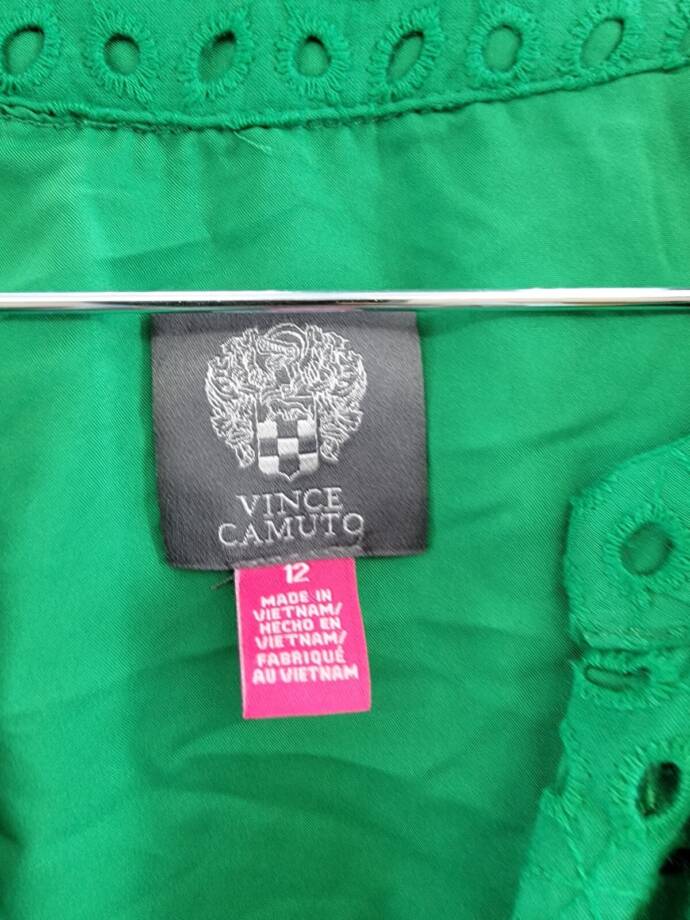 VINCE
CAMUTO
12
MADE IN
VIETNAM/
HECHO EN
VIETNAM/
FABRIQUÉ
AU VIETNAM